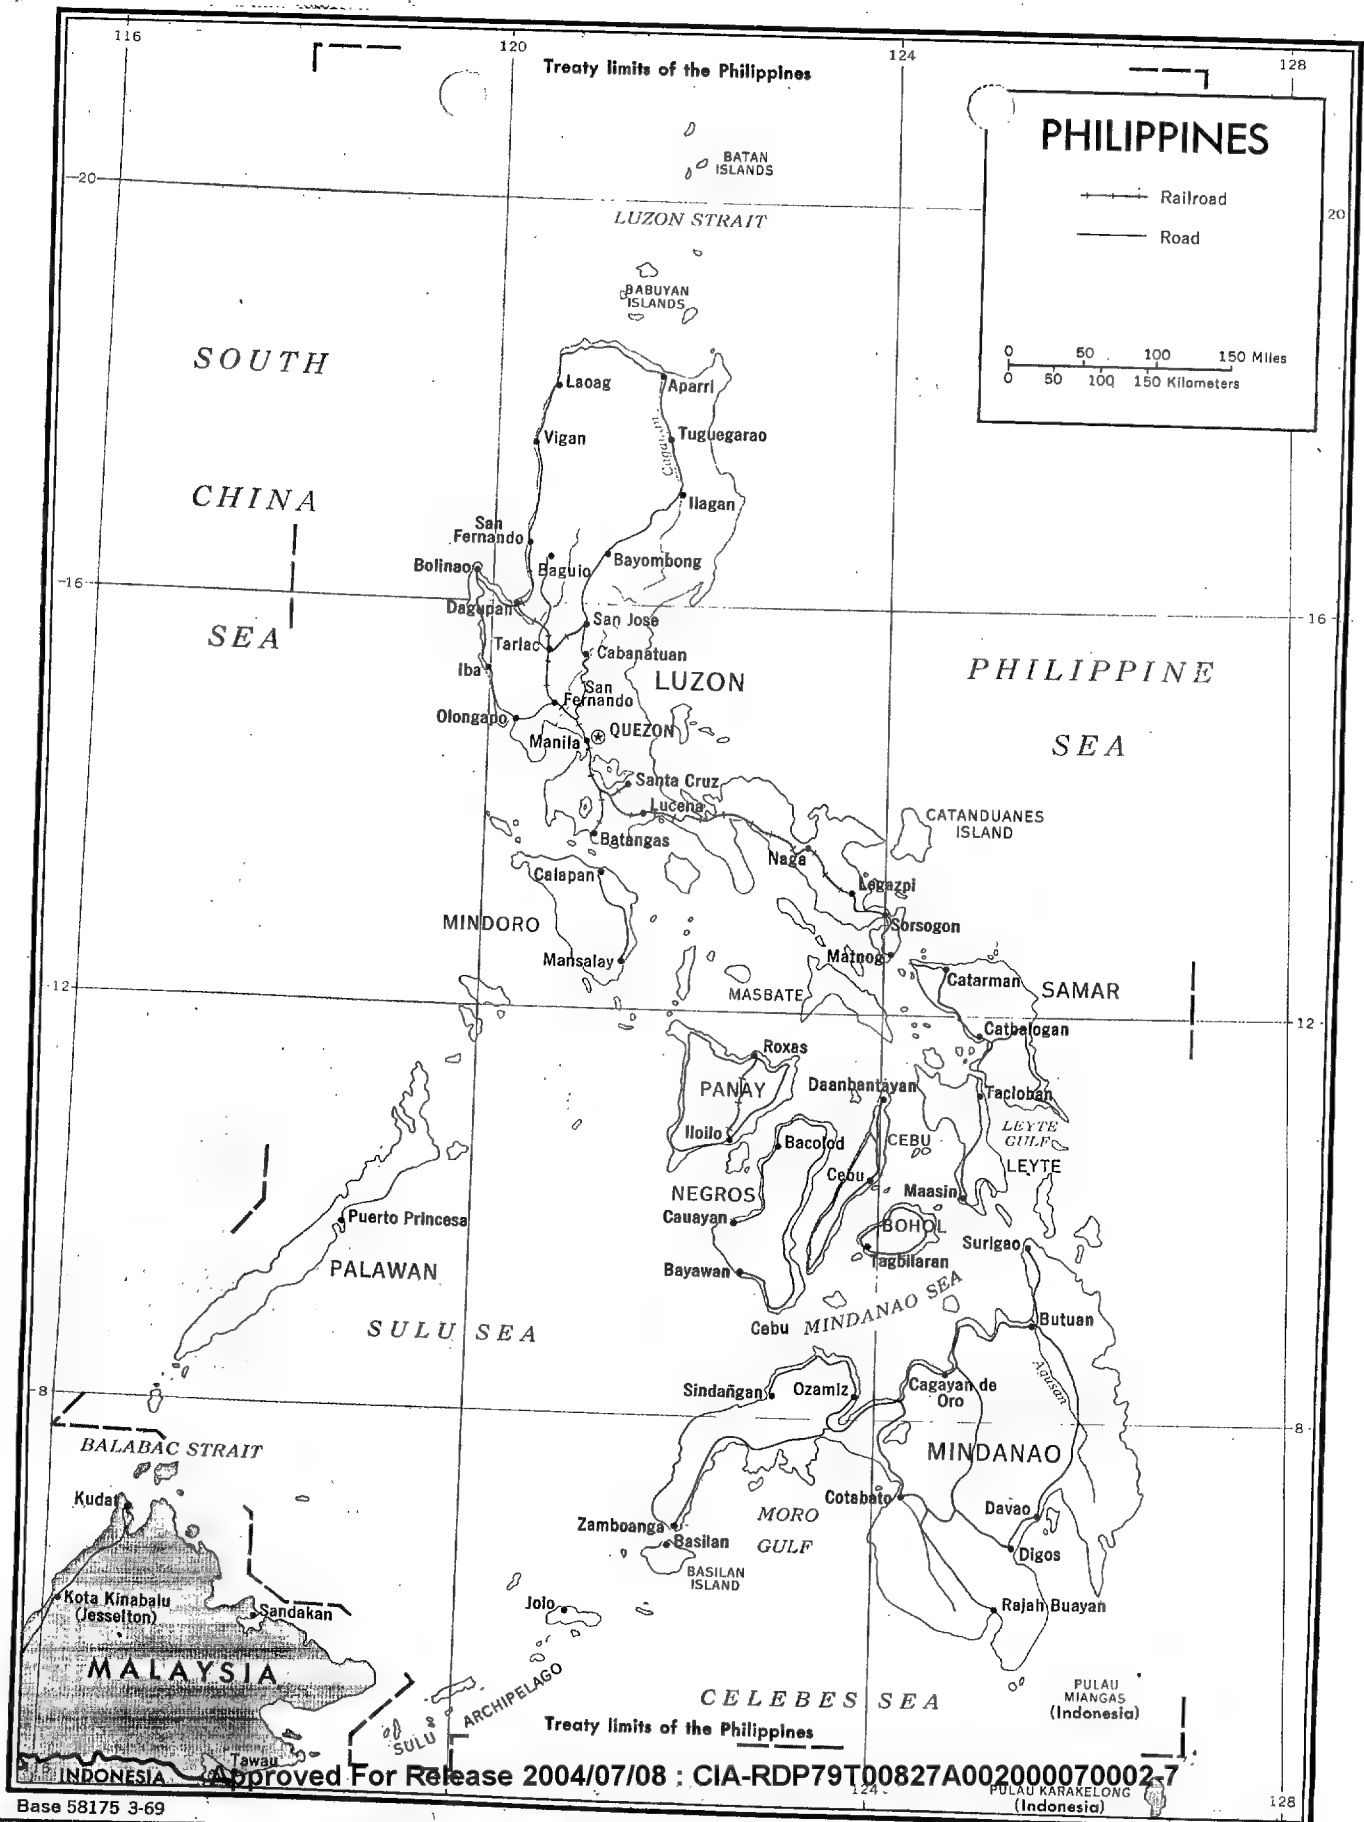 116
120
124
128
Treaty limits of the Philippines
PHILIPPINES
Railroad
Road
0 50 100 150 Miles
0 50 100 150 Kilometers
BATAN
ISLANDS
20
20
LUZON STRAIT
BABUYAN
ISLANDS
SOUTH
CHINA
SEA
Laoag
Aparri
Vigan
Tuguegarao
Ilagan
San
Fernando
Bolinao
Baguio
Bayombong
16
16
Dagupan
San Jose
Tarlac
Cabanatuan
Iba
LUZON
San
Fernando
PHILIPPINE
SEA
Olongapo
QUEZON
Manila
Santa Cruz
Lucena
Batangas
CATANDUANES
ISLAND
Naga
Calapan
Legazpi
MINDORO
Sorsogon
Mansalay
Matnog
Catarman
SAMAR
12
12
MASBATE
Catbalogan
Roxas
PANAY
Daanbantayan
Tacloban
Iloilo
Bacolod
CEBU
LEYTE
GULF
LEYTE
NEGROS
Cebu
Maasin
Cauayan
BOHOL
Puerto Princesa
Surigao
Tagbilaran
Bayawan
PALAWAN
MINDANAO SEA
SULU SEA
Cebu
Butuan
Agusan
8
8
Sindañgan
Ozamiz
Cagayan de
Oro
BALABAC STRAIT
MINDANAO
Kudat
Cotabato
Davao
MORO
GULF
Zamboanga
Basilan
BASILAN
ISLAND
Digos
Kota Kinabalu
(Jesselton)
Sandakan
Jolo
Rajah Buayan
MALAYSIA
SULU ARCHIPELAGO
CELEBES SEA
PULAU
MIANGAS
(Indonesia)
Treaty limits of the Philippines
Tawau
INDONESIA
Approved For Release 2004/07/08 : CIA-RDP79T00827A002000070002-7
124
PULAU KARAKELONG
(Indonesia)
128
Base 58175 3-69